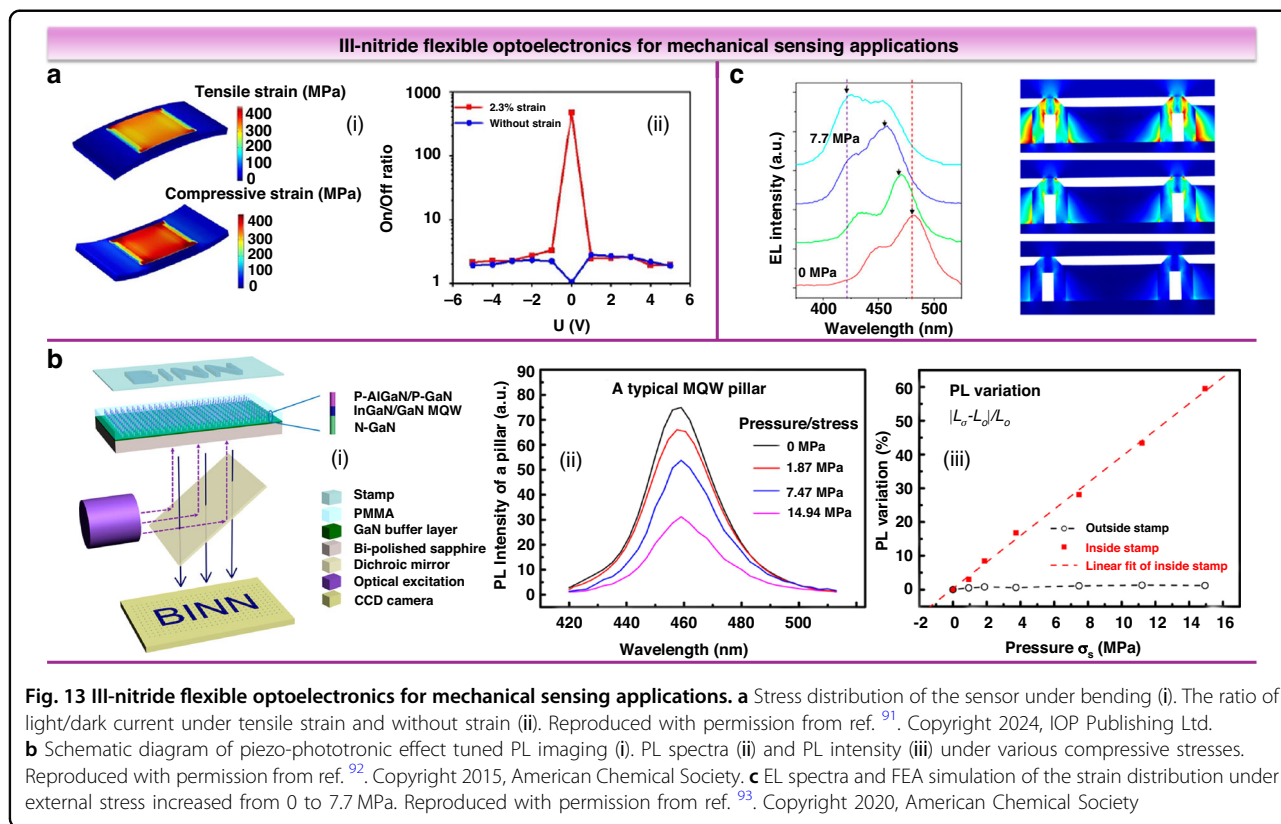 III-nitride flexible optoelectronics for mechanical sensing applications
a
Tensile strain (MPa)
400
300
200
100
0
(i)
Compressive strain (MPa)
400
300
200
100
0
On/Off ratio
1000
100
10
1
2.3% strain
Without strain
(ii)
−6 −4 −2 0 2 4 6
U (V)
c
EL intensity (a.u.)
7.7 MPa
0 MPa
400 450 500
Wavelength (nm)
b
BINN
P-AlGaN/P-GaN
InGaN/GaN MQW
N-GaN
(i)
Stamp
PMMA
GaN buffer layer
Bi-polished sapphire
Dichroic mirror
Optical excitation
CCD camera
BINN
PL Intensity of a pillar (a.u.)
90
80
70
60
50
40
30
20
10
0
A typical MQW pillar
Pressure/stress
0 MPa
1.87 MPa
7.47 MPa
14.94 MPa
(ii)
420 440 460 480 500
Wavelength (nm)
PL variation (%)
60
50
40
30
20
10
0
PL variation
|Lσ-Lo|/Lo
(iii)
Outside stamp
Inside stamp
Linear fit of inside stamp
-2 0 2 4 6 8 10 12 14 16
Pressure σs (MPa)
Fig. 13 III-nitride flexible optoelectronics for mechanical sensing applications. a Stress distribution of the sensor under bending (i). The ratio of
light/dark current under tensile strain and without strain (ii). Reproduced with permission from ref. 91. Copyright 2024, IOP Publishing Ltd.
b Schematic diagram of piezo-phototronic effect tuned PL imaging (i). PL spectra (ii) and PL intensity (iii) under various compressive stresses.
Reproduced with permission from ref. 92. Copyright 2015, American Chemical Society. c EL spectra and FEA simulation of the strain distribution under
external stress increased from 0 to 7.7 MPa. Reproduced with permission from ref. 93. Copyright 2020, American Chemical Society